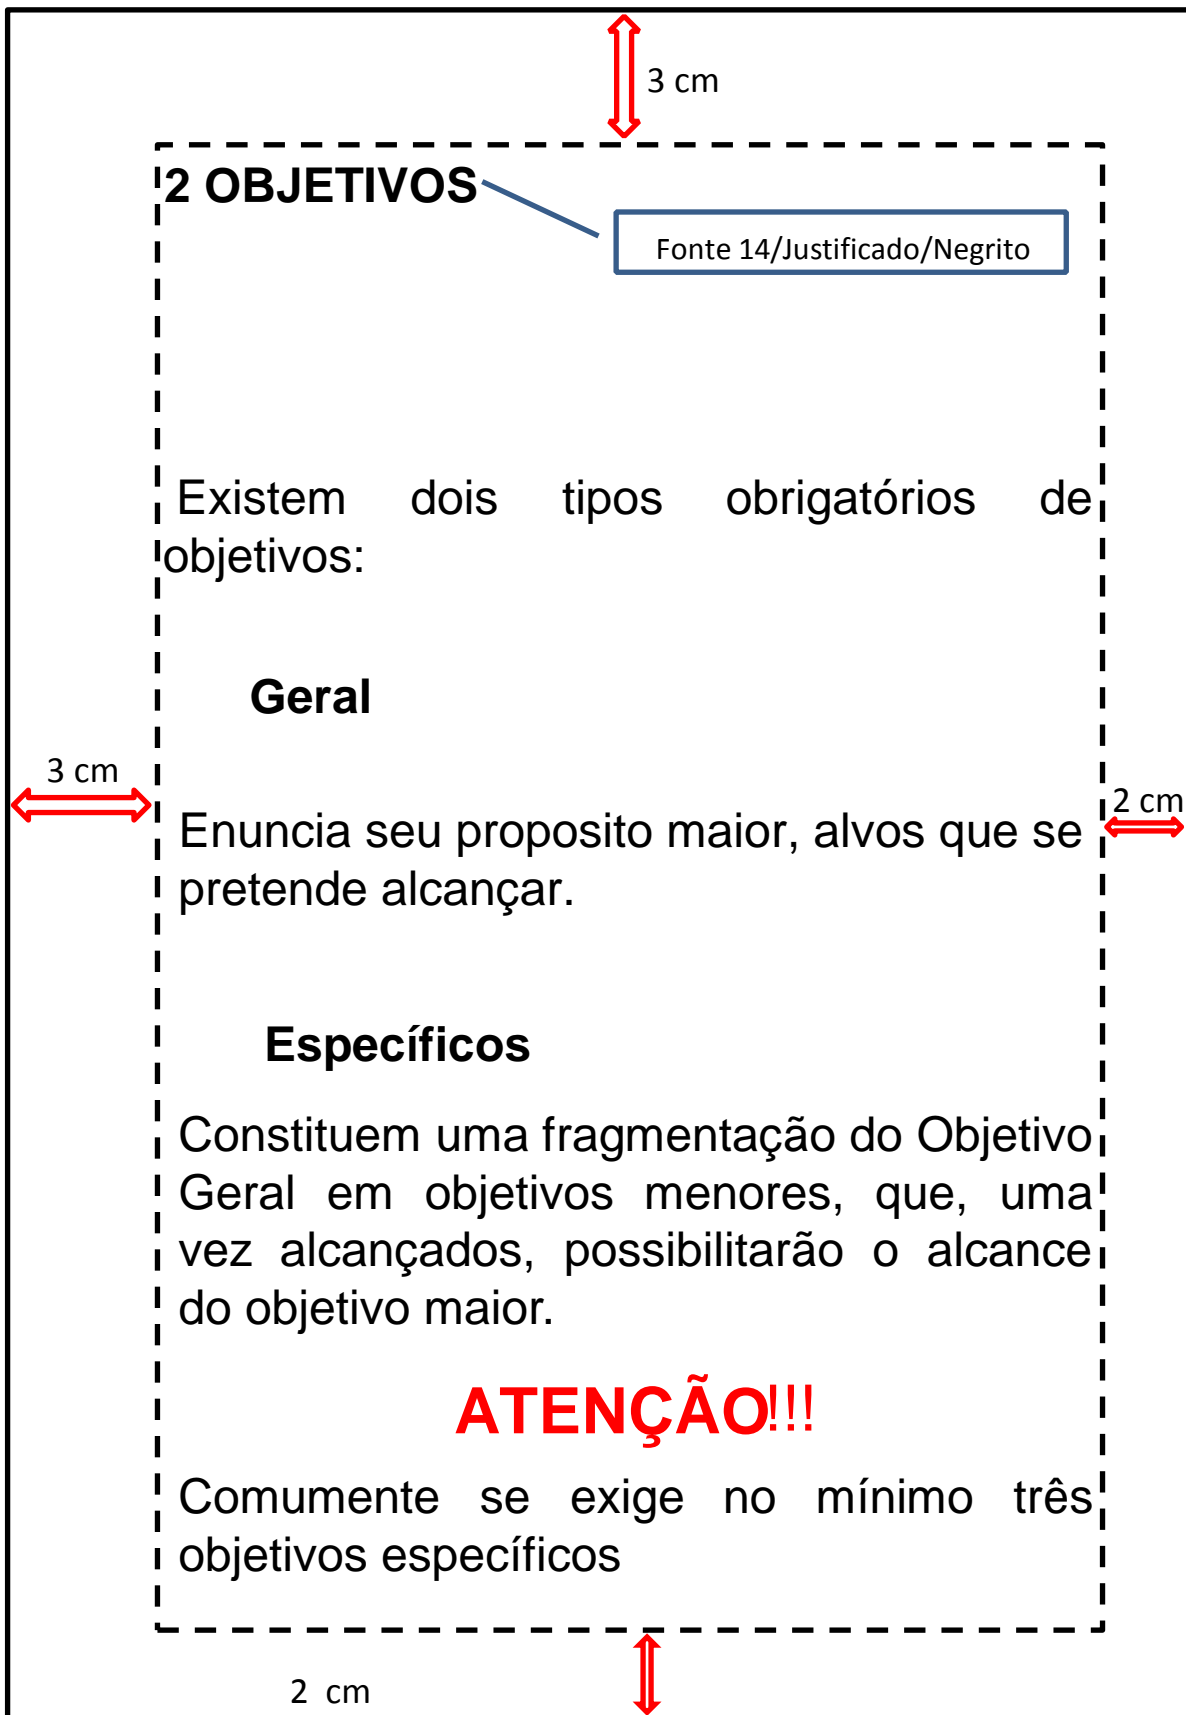 3 cm
2 OBJETIVOS
Fonte 14/Justificado/Negrito
Existem dois tipos obrigatórios de
objetivos:
Geral
3 cm
2 cm
Enuncia seu proposito maior, alvos que se
pretende alcançar.
Específicos
Constituem uma fragmentação do Objetivo
Geral em objetivos menores, que, uma
vez alcançados, possibilitarão o alcance
do objetivo maior.
ATENÇÃO!!!
Comumente se exige no mínimo três
objetivos específicos
2 cm